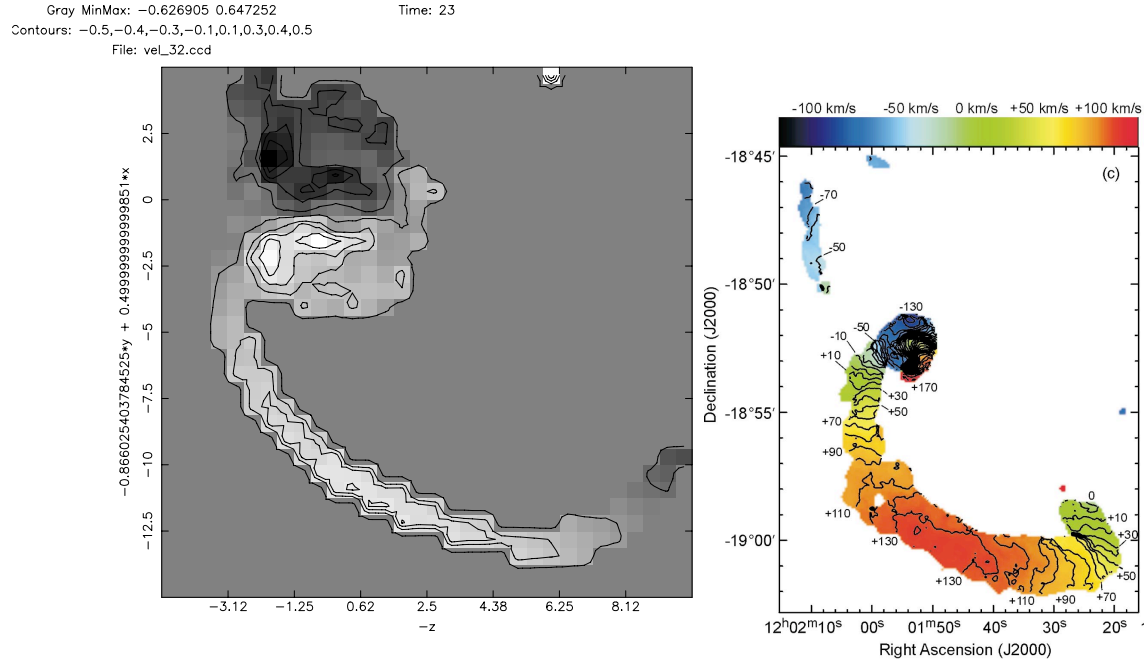 Gray MinMax: −0.626905 0.647252 Time: 23
Contours: −0.5,−0.4,−0.3,−0.1,0.1,0.3,0.4,0.5
File: vel_32.ccd
−0.8660254037844525*y + 0.4999999999999851*x
2.5
0
−2.5
−5
−7.5
−10
−12.5
−3.12 −1.25 0.62 2.5 4.38 6.25 8.12
−z
-100 km/s -50 km/s 0 km/s +50 km/s +100 km/s
(c)
Declination (J2000)
-18°45′
-18°50′
-18°55′
-19°00′
-70
-50
-130
-50
-10
+10
+30
+170
+50
+70
+90
+110
+130
+130
+110
+90
+70
+50
+30
+10
0
12h02m10s 00s 01m50s 40s 30s 20s
Right Ascension (J2000)